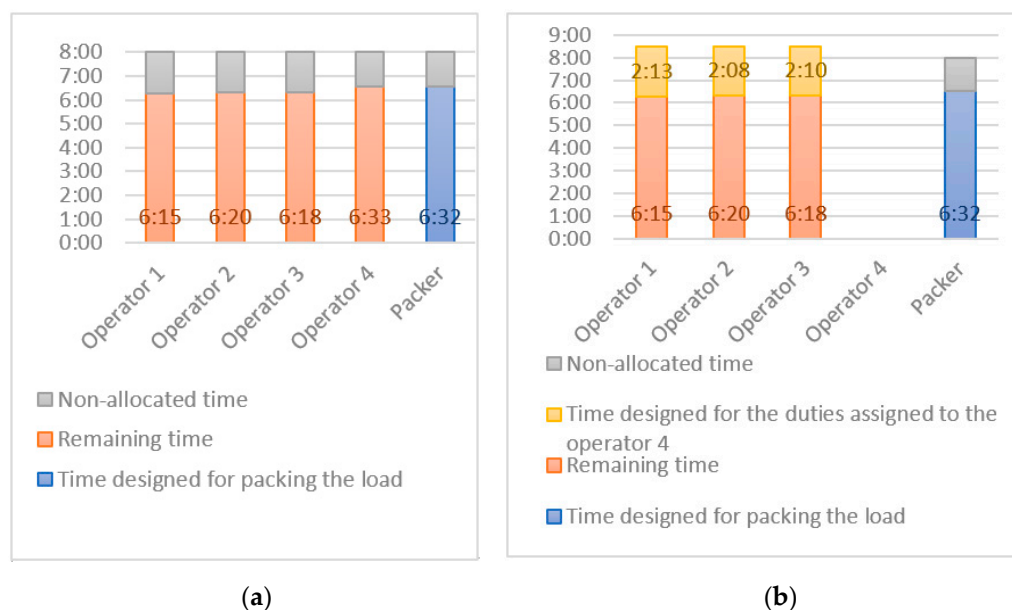 8:00
7:00
6:00
5:00
4:00
3:00
2:00
1:00
0:00
6:15 6:20 6:18 6:33 6:32
Operator 1
Operator 2
Operator 3
Operator 4
Packer
Non-allocated time
Remaining time
Time designed for packing the load
(a)
9:00
8:00
7:00
6:00
5:00
4:00
3:00
2:00
1:00
0:00
2:13 2:08 2:10
6:15 6:20 6:18 6:32
Operator 1
Operator 2
Operator 3
Operator 4
Packer
Non-allocated time
Time designed for the duties assigned to the
operator 4
Remaining time
Time designed for packing the load
(b)